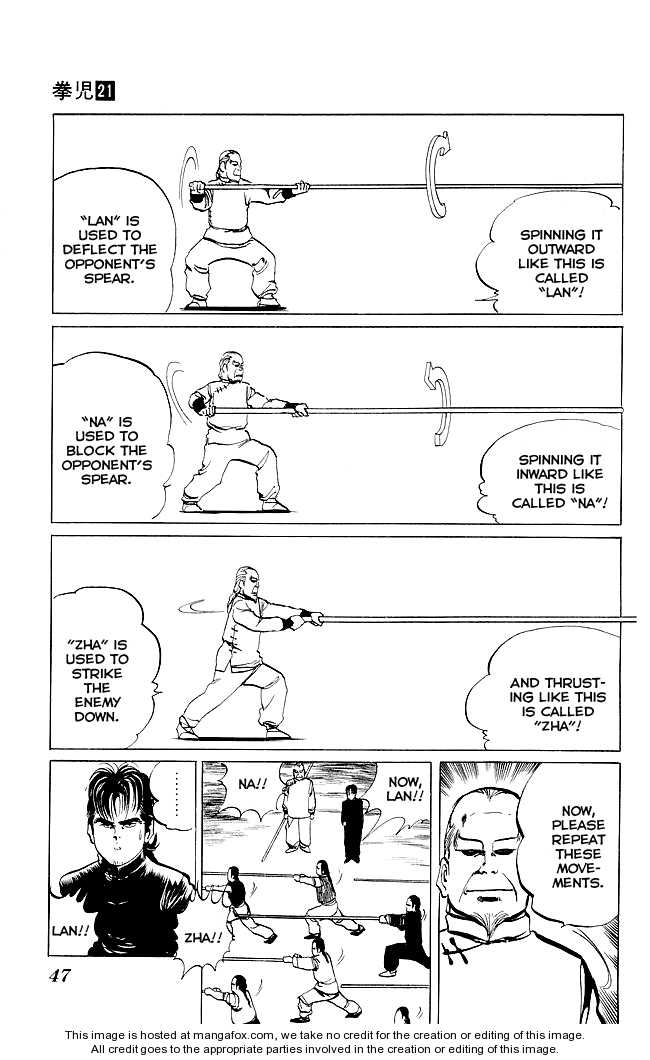 拳児21
SPINNING IT
OUTWARD
LIKE THIS IS
CALLED
"LAN"!
"LAN" IS
USED TO
DEFLECT THE
OPPONENT'S
SPEAR.
SPINNING IT
INWARD LIKE
THIS IS
CALLED "NA"!
"NA" IS
USED TO
BLOCK THE
OPPONENT'S
SPEAR.
AND THRUST-
ING LIKE THIS
IS CALLED
"ZHA"!
"ZHA" IS
USED TO
STRIKE
THE
ENEMY
DOWN.
NOW,
PLEASE
REPEAT
THESE
MOVE-
MENTS.
NOW,
LAN!!
NA!!
ZHA!!
.........
LAN!!
47
This image is hosted at mangafox.com, we take no credit for the creation or editing of this image.
All credit goes to the appropriate parties involved in the creation or editing of this image.